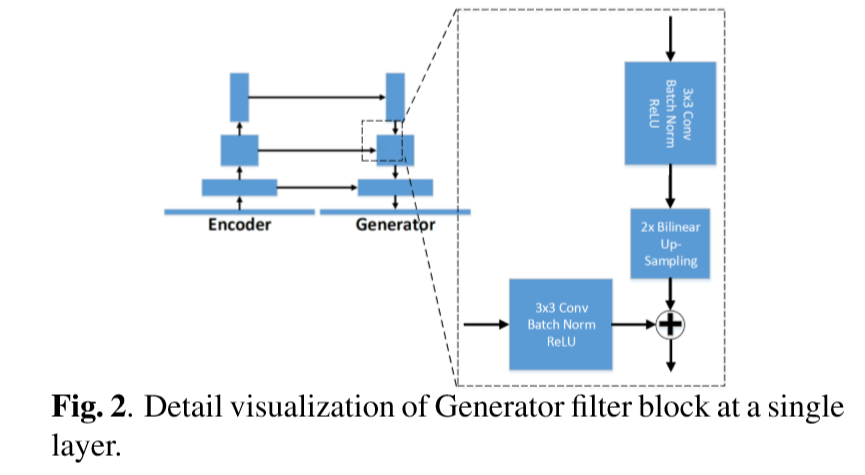 3x3 Conv
Batch Norm
ReLU
Encoder
Generator
2x Bilinear
Up-
Sampling
3x3 Conv
Batch Norm
ReLU
Fig. 2. Detail visualization of Generator filter block at a single
layer.